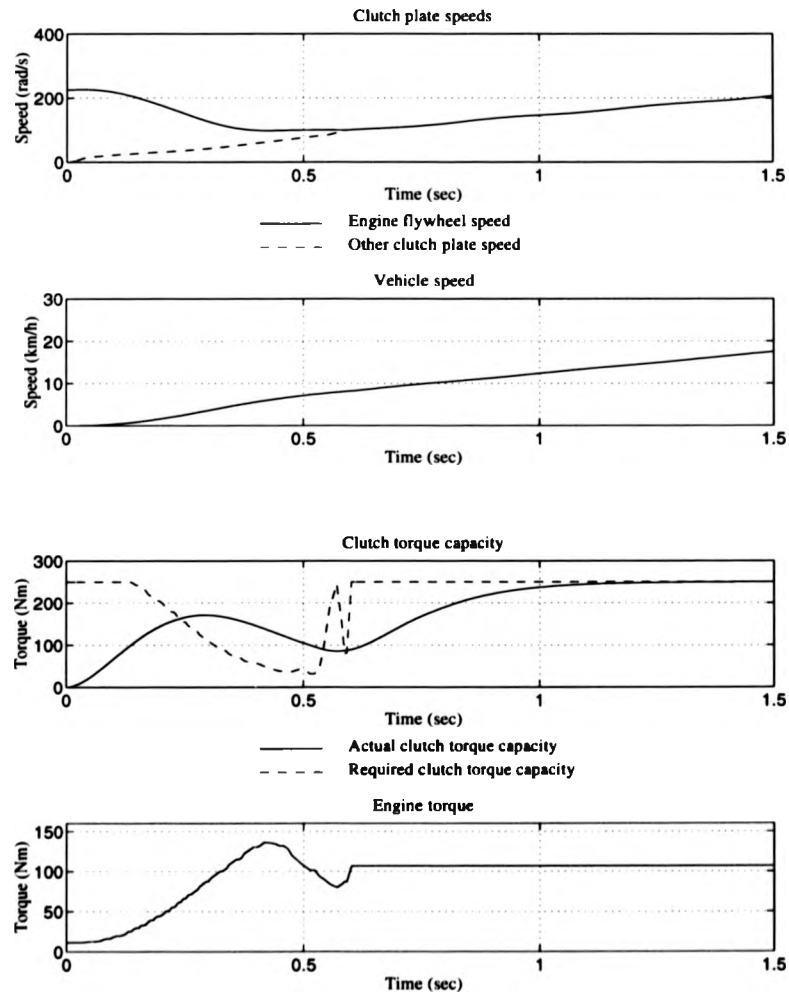 Clutch plate speeds
Speed (rad/s)
400
200
0
0
0.5
1
1.5
Time (sec)
Engine flywheel speed
Other clutch plate speed
Vehicle speed
Speed (km/h)
30
20
10
0
0
0.5
1
1.5
Time (sec)
Clutch torque capacity
Torque (Nm)
300
200
100
0
0
0.5
1
1.5
Time (sec)
Actual clutch torque capacity
Required clutch torque capacity
Engine torque
Torque (Nm)
150
100
50
0
0
0.5
1
1.5
Time (sec)